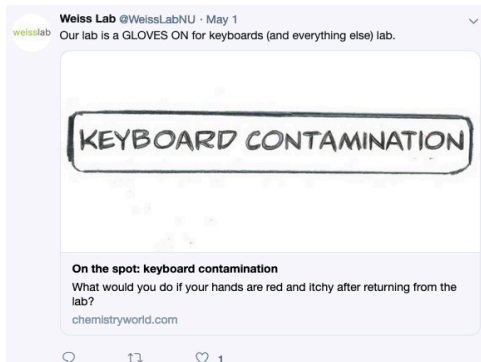 weisslab
Weiss Lab @WeissLabNU · May 1
Our lab is a GLOVES ON for keyboards (and everything else) lab.
KEYBOARD CONTAMINATION
On the spot: keyboard contamination
What would you do if your hands are red and itchy after returning from the
lab?
chemistryworld.com
1